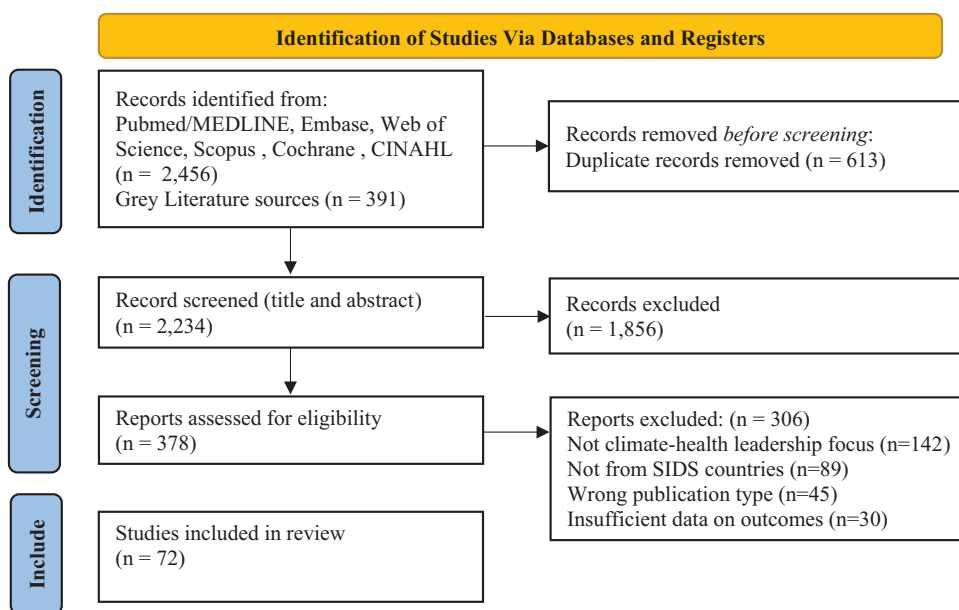 Identification of Studies Via Databases and Registers
Identification
Records identified from:
Pubmed/MEDLINE, Embase, Web of
Science, Scopus , Cochrane , CINAHL
(n = 2,456)
Grey Literature sources (n = 391)
Records removed before screening:
Duplicate records removed (n = 613)
Screening
Record screened (title and abstract)
(n = 2,234)
Records excluded
(n = 1,856)
Reports assessed for eligibility
(n = 378)
Reports excluded: (n = 306)
Not climate-health leadership focus (n=142)
Not from SIDS countries (n=89)
Wrong publication type (n=45)
Insufficient data on outcomes (n=30)
Include
Studies included in review
(n = 72)